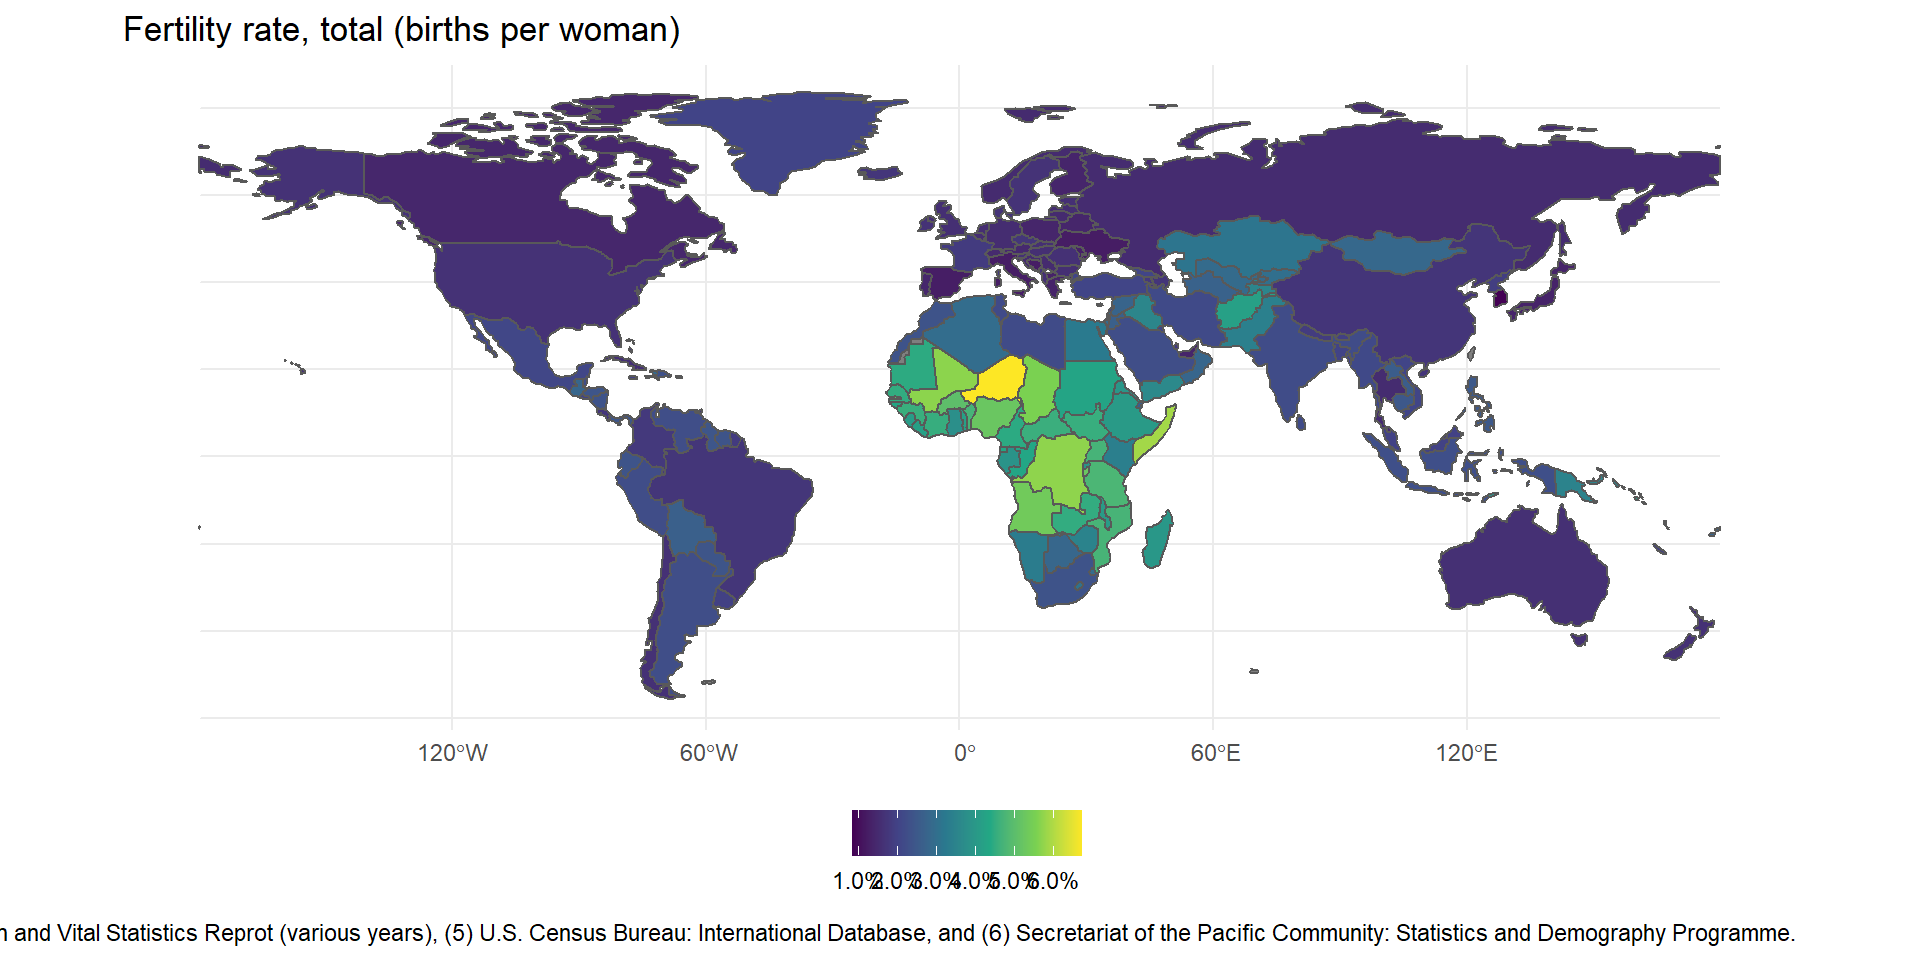 Fertility rate, total (births per woman)
120°W 60°W 0° 60°E 120°E
1.0% 2.0% 3.0% 4.0% 5.0% 6.0%
and Vital Statistics Reprot (various years), (5) U.S. Census Bureau: International Database, and (6) Secretariat of the Pacific Community: Statistics and Demography Programme.